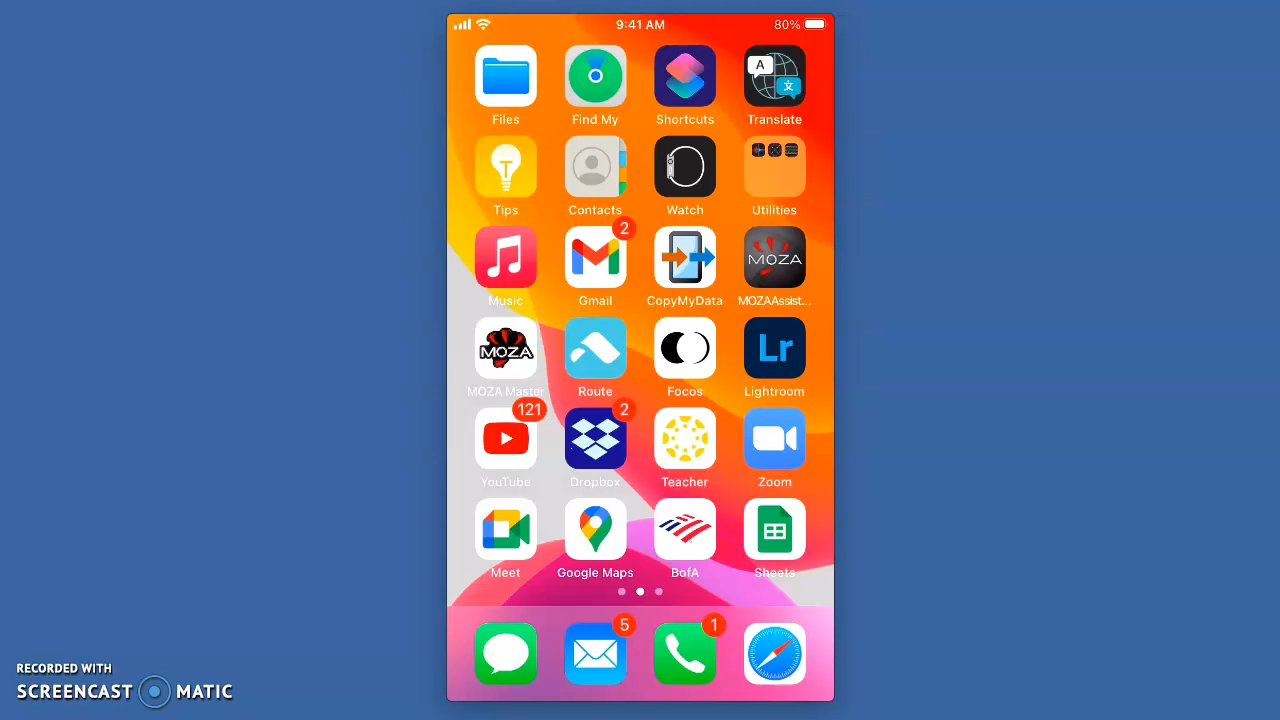 9:41 AM
80%
Files
Find My
Shortcuts
A
文
Translate
T
Tips
Contacts
Watch
Utilities
Music
2
Gmail
CopyMyData
MOZA
MOZAAssist...
MOZA
MOZA Master
Route
Focos
Lr
Lightroom
121
YouTube
2
Dropbox
Teacher
Zoom
Meet
Google Maps
BofA
Sheets
5
1
RECORDED WITH
SCREENCAST MATIC